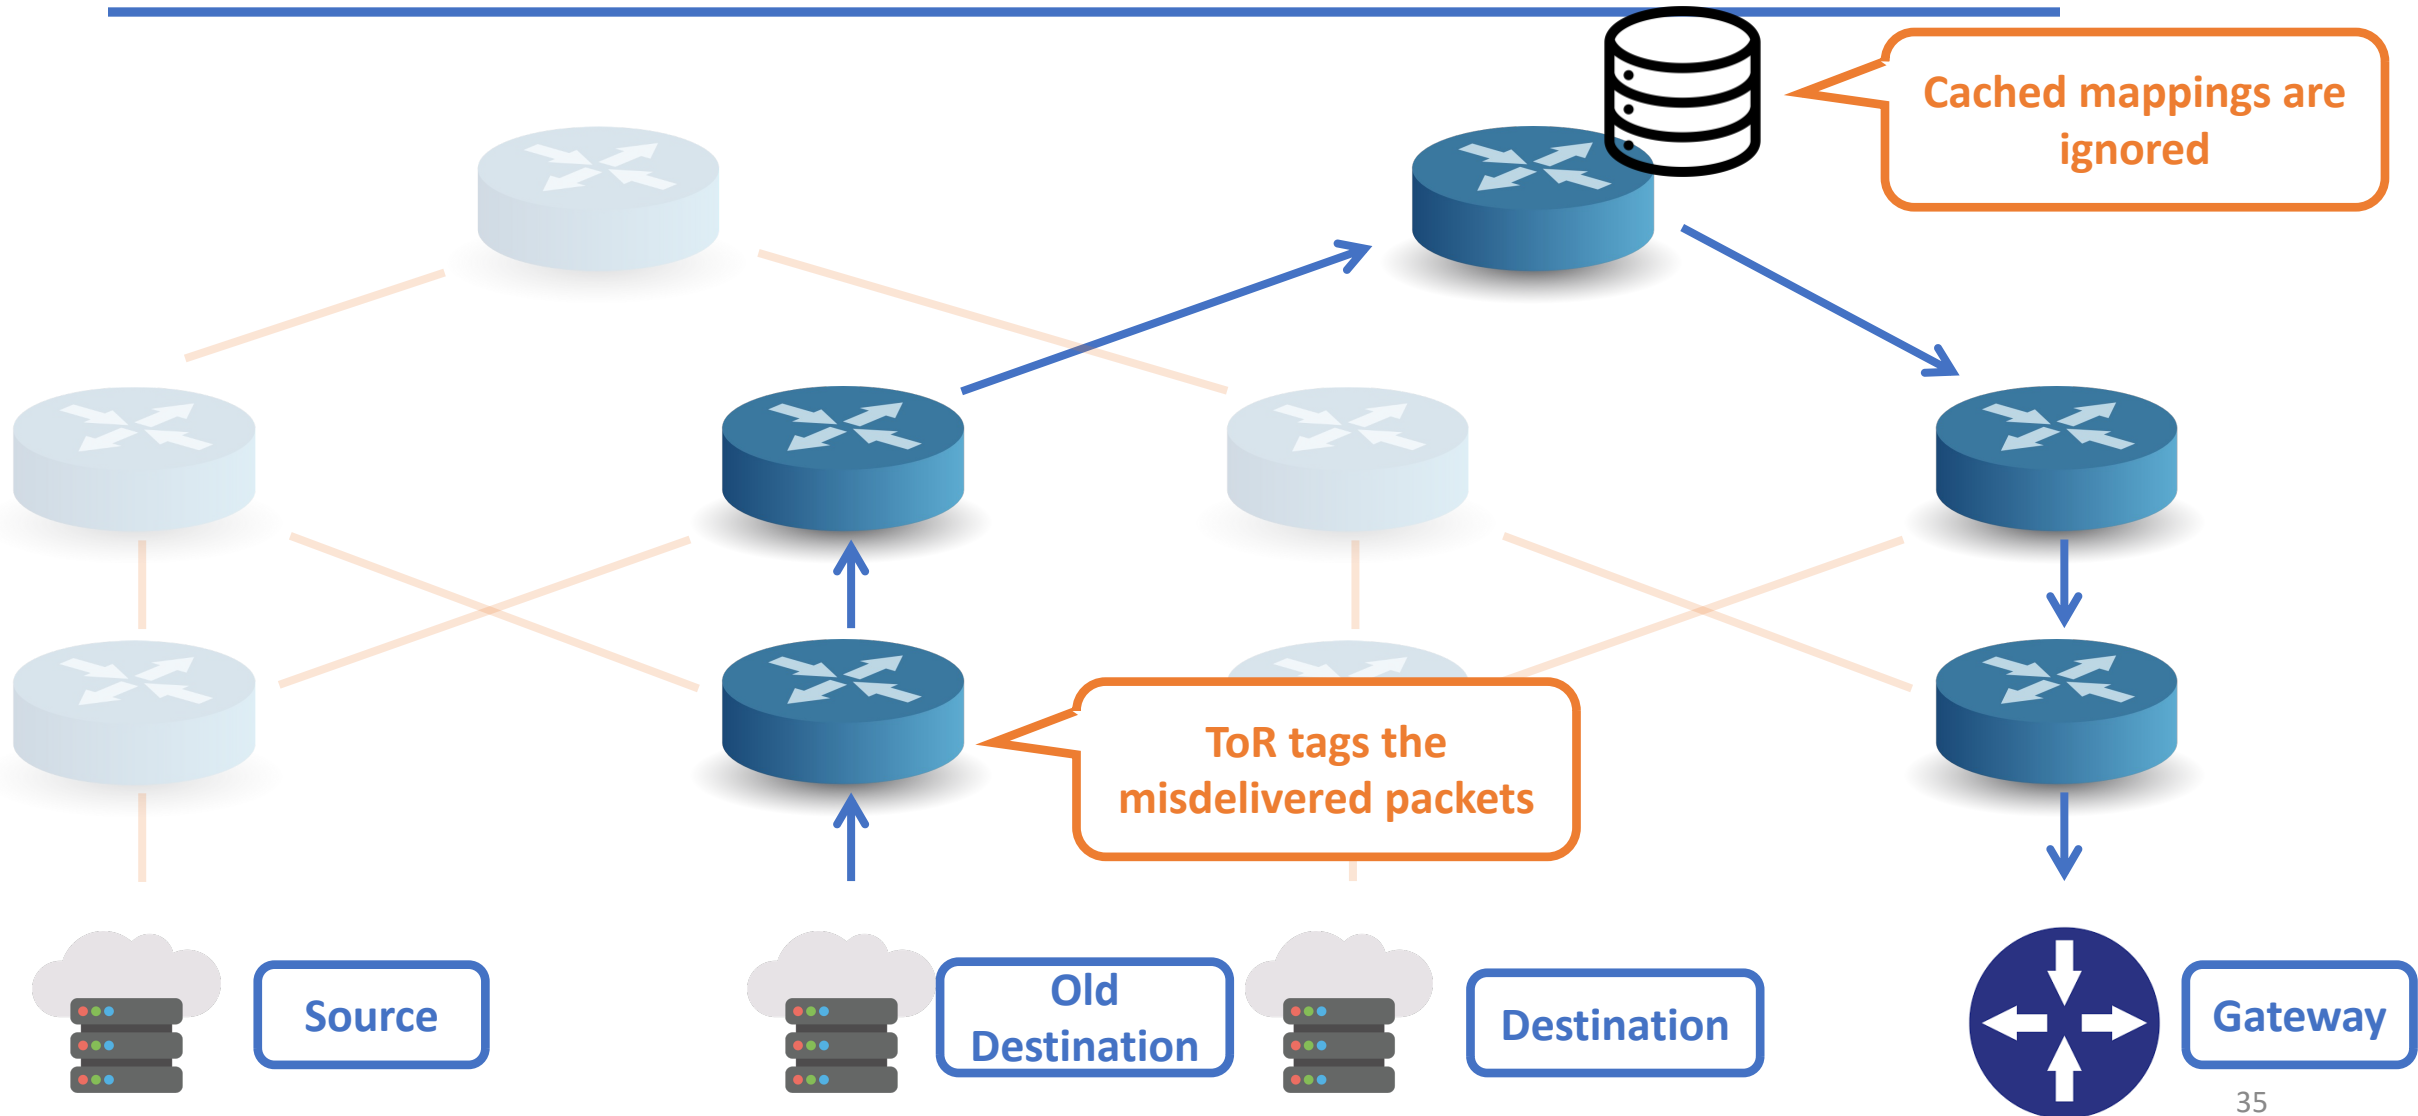 Cached mappings are
ignored
ToR tags the
misdelivered packets
Source
Old
Destination
Destination
Gateway
35